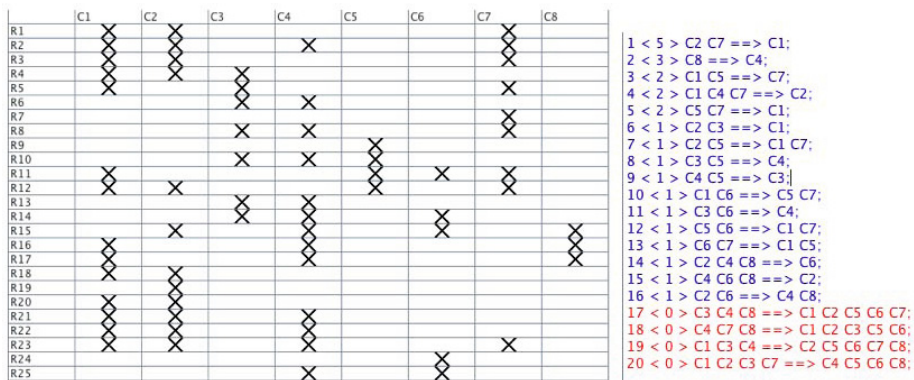 C1 C2 C3 C4 C5 C6 C7 C8
R1
R2
R3
R4
R5
R6
R7
R8
R9
R10
R11
R12
R13
R14
R15
R16
R17
R18
R19
R20
R21
R22
R23
R24
R25
1 < 5 > C2 C7 ==> C1;
2 < 3 > C8 ==> C4;
3 < 2 > C1 C5 ==> C7;
4 < 2 > C1 C4 C7 ==> C2;
5 < 2 > C5 C7 ==> C1;
6 < 1 > C2 C3 ==> C1;
7 < 1 > C2 C5 ==> C1 C7;
8 < 1 > C3 C5 ==> C4;
9 < 1 > C4 C5 ==> C3;
10 < 1 > C1 C6 ==> C5 C7;
11 < 1 > C3 C6 ==> C4;
12 < 1 > C5 C6 ==> C1 C7;
13 < 1 > C6 C7 ==> C1 C5;
14 < 1 > C2 C4 C8 ==> C6;
15 < 1 > C4 C6 C8 ==> C2;
16 < 1 > C2 C6 ==> C4 C8;
17 < 0 > C3 C4 C8 ==> C1 C2 C5 C6 C7;
18 < 0 > C4 C7 C8 ==> C1 C2 C3 C5 C6;
19 < 0 > C1 C3 C4 ==> C2 C5 C6 C7 C8;
20 < 0 > C1 C2 C3 C7 ==> C4 C5 C6 C8;